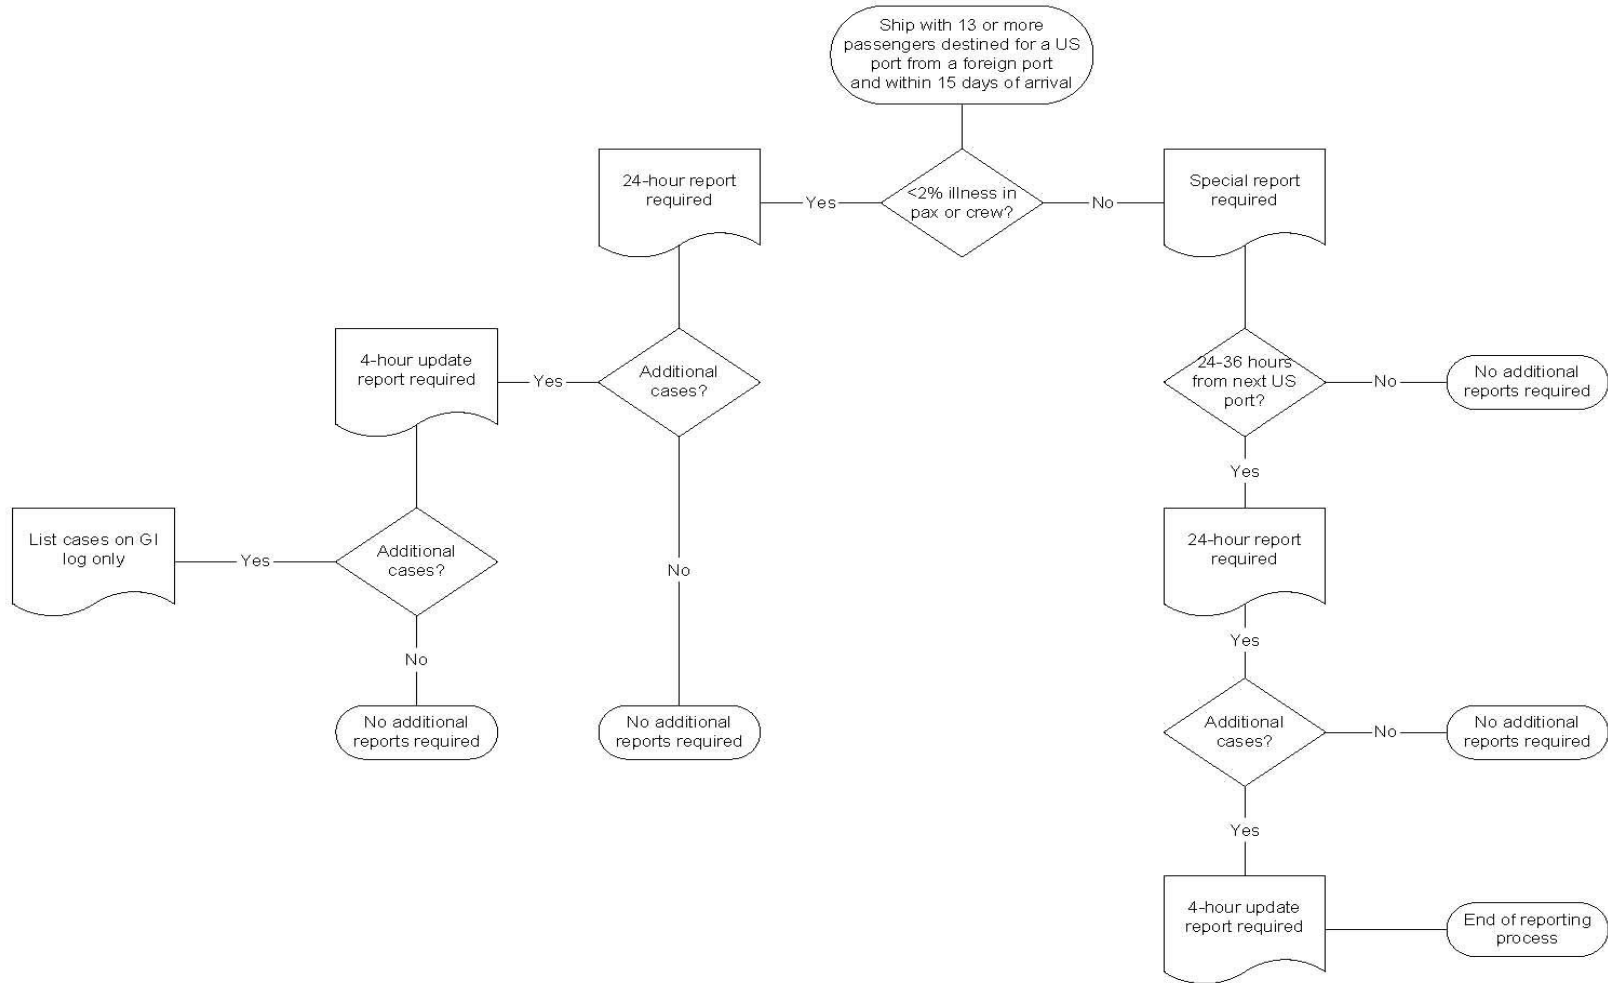 Ship with 13 or more
passengers destined for a US
port from a foreign port
and within 15 days of arrival
24-hour report
required
Yes
<2% illness in
pax or crew?
No
Special report
required
4-hour update
report required
Yes
Additional
cases?
24-36 hours
from next US
port?
No
No additional
reports required
Yes
List cases on GI
log only
Yes
Additional
cases?
No
24-hour report
required
Yes
No
No additional
reports required
No additional
reports required
Additional
cases?
No
No additional
reports required
Yes
4-hour update
report required
End of reporting
process